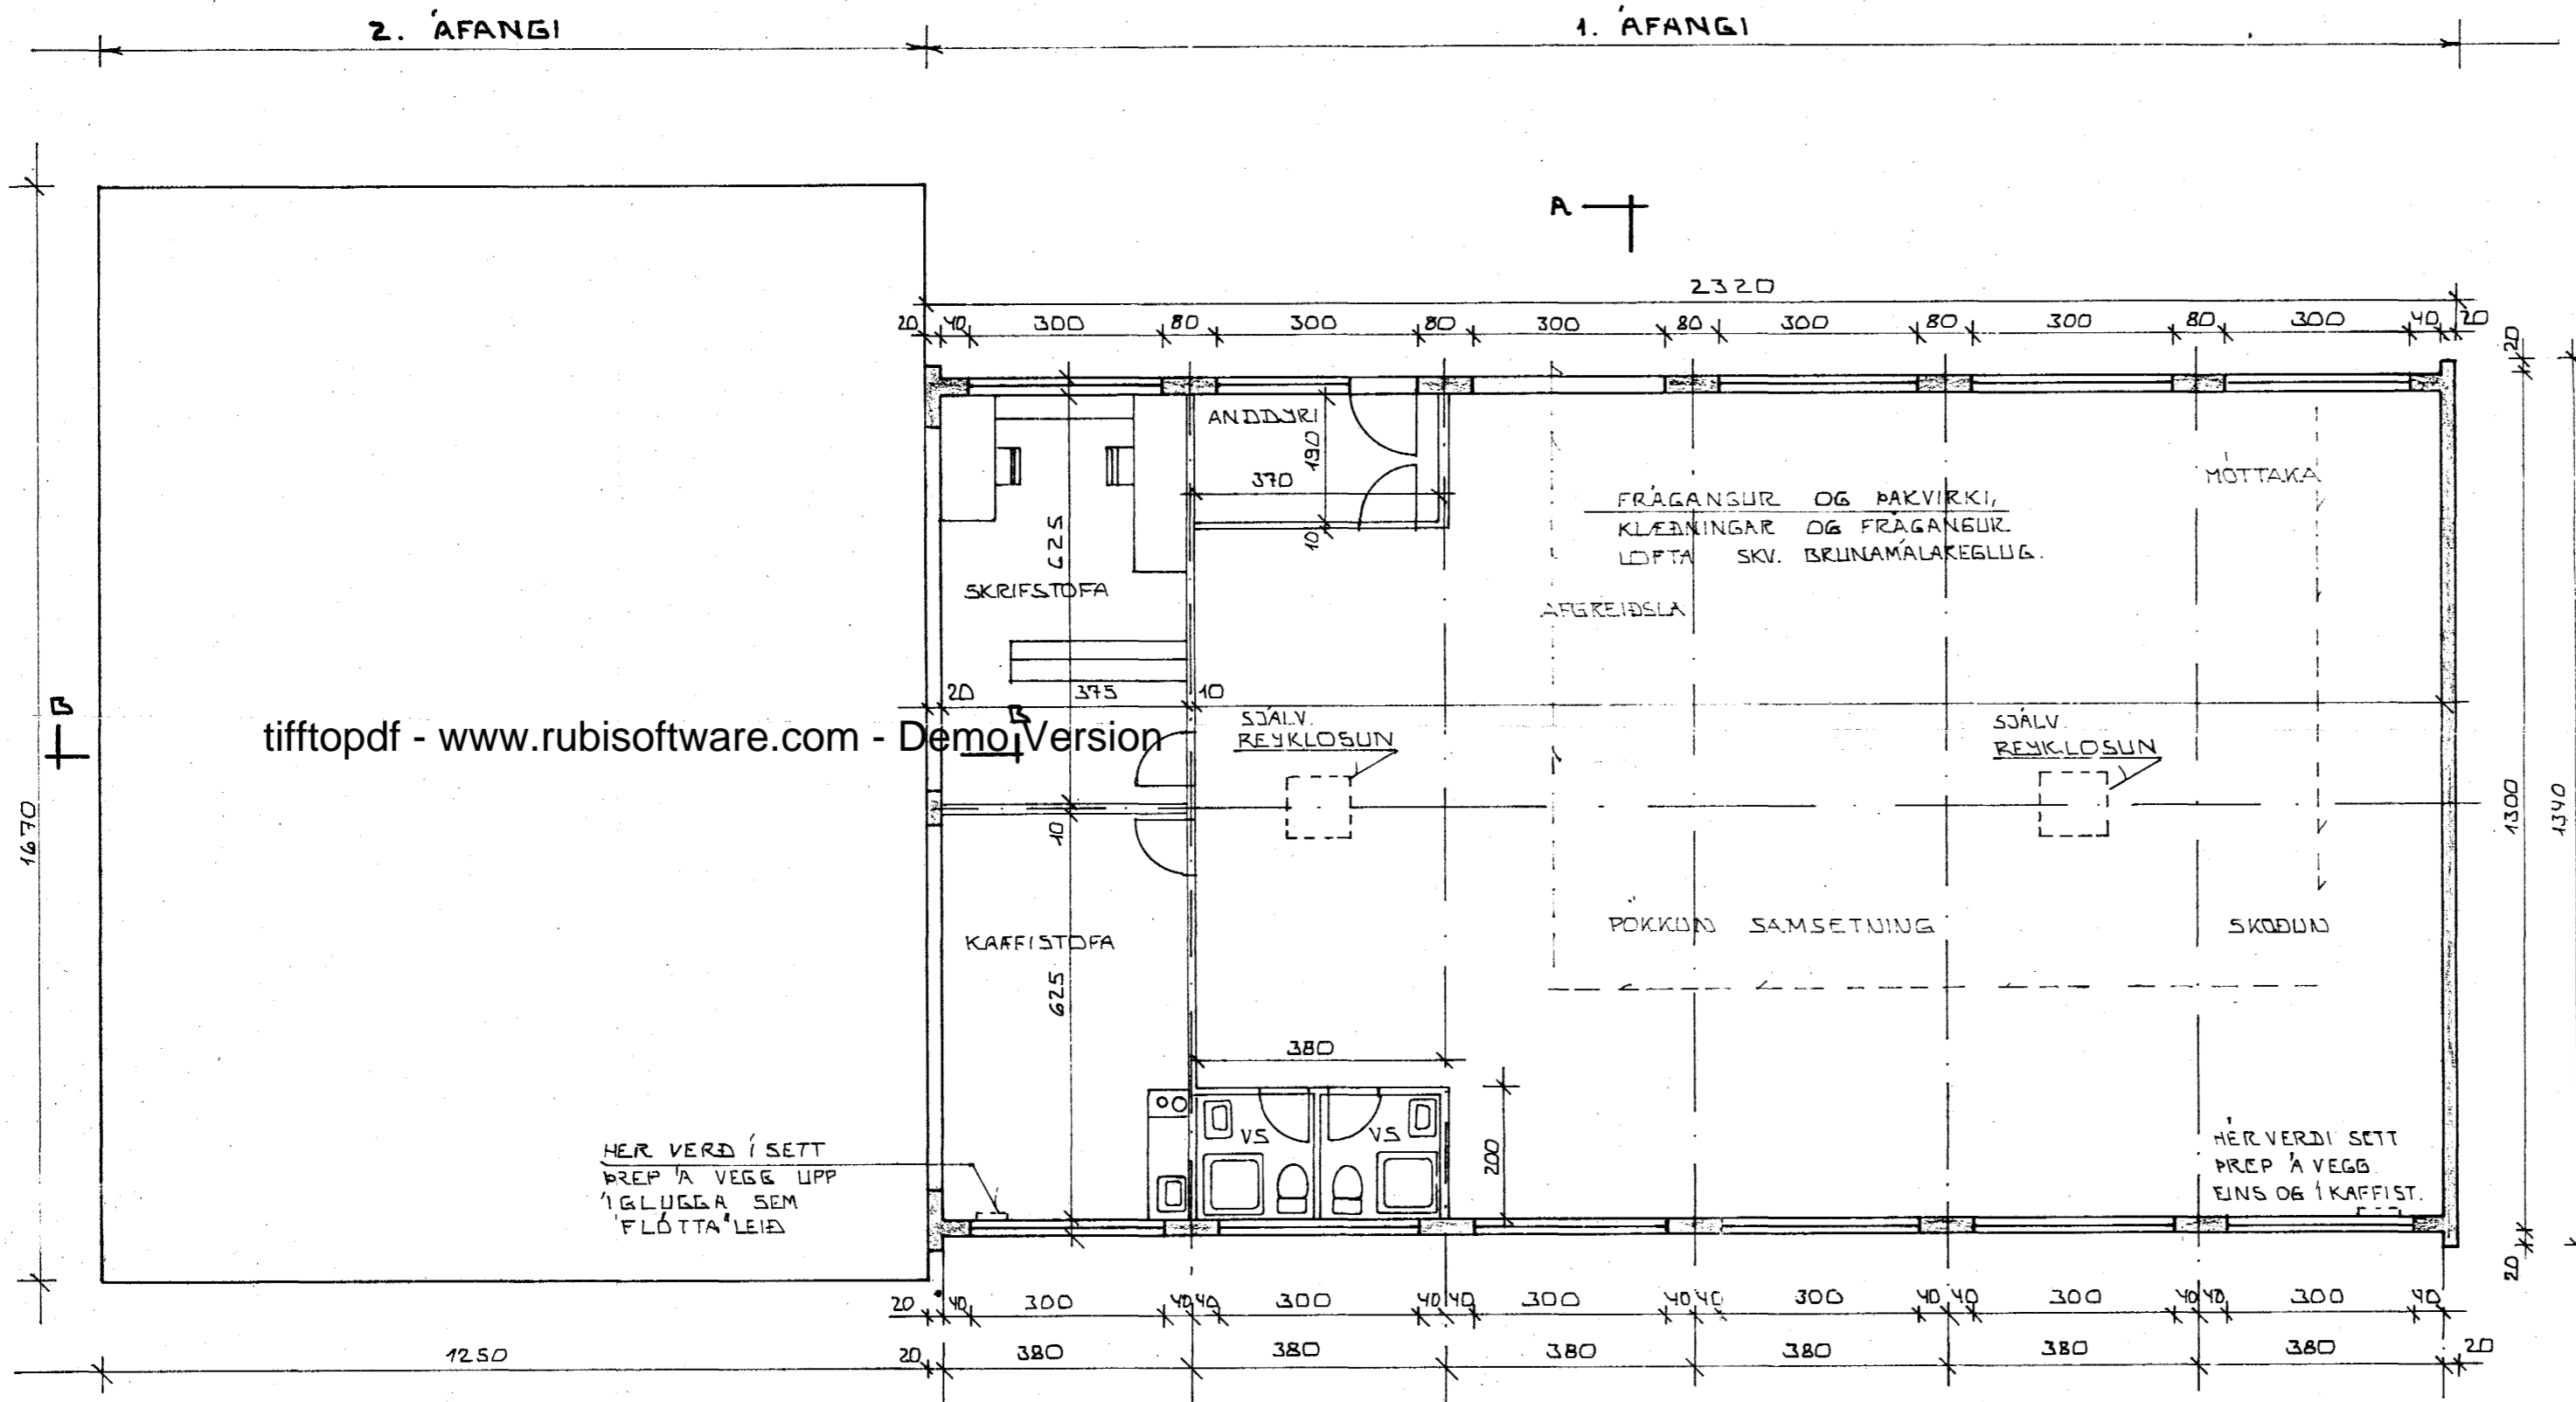 2. ÁFANGI
1. ÁFANGI
A
2320
20 40 300 80 300 80 300 80 300 80 300 80 300 40 20
20
ANDDYRI
190
370
10
MÓTTAKA
FRÁGANGUR OG ÞAKVIRKI,
KLÆÐNINGAR OG FRÁGANGUR
LOFTA SKV. BRUNAMÁLAREGLUG.
625
SKRIFSTOFA
AFGREIÐSLA
20 375 10
B
B
tifftopdf - www.rubisoftware.com - Demo Version
SJÁLV.
REYKLOSUN
SJÁLV.
REYKLOSUN
1670
1300
1340
10
KAFFISTOFA
625
PÖKKUN SAMSETNING
SKOÐUN
380
200
VS
VS
HER VERÐÍ SETT
ÞREP Á VEGG UPP
Í GLUGGA SEM
"FLÓTTA"LEIÐ
HÉR VERÐI SETT
ÞREP Á VEGG
EINS OG Í KAFFIST.
20
20 40 300 40 40 300 40 40 300 40 40 300 40 40 300 40 40 300 40
1250 20 380 380 380 380 380 380 20